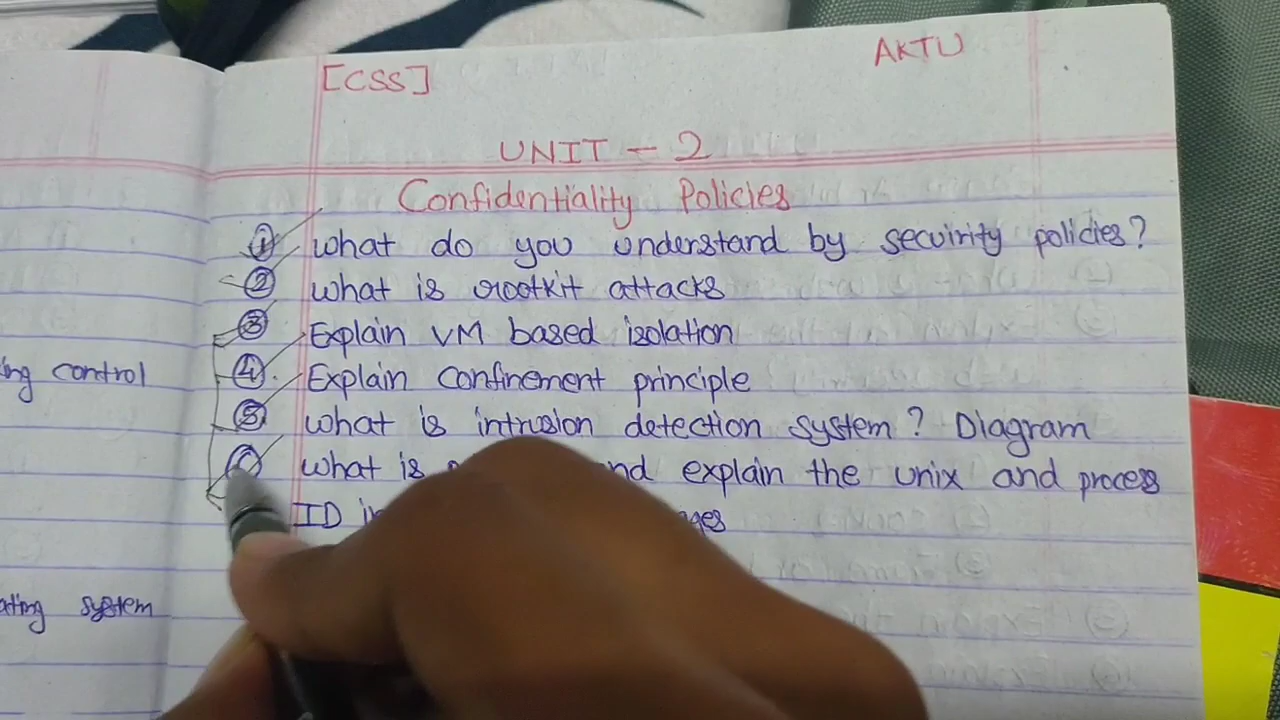 [CSS]
AKTU
UNIT - 2
Confidentiality Policies
① What do you understand by secuirity policies?
② What is rootkit attacks
③ Explain VM based isolation
④. Explain confinement principle
⑤ What is intrusion detection system? Diagram
What is and explain the unix and process
ID
ing control
ating system